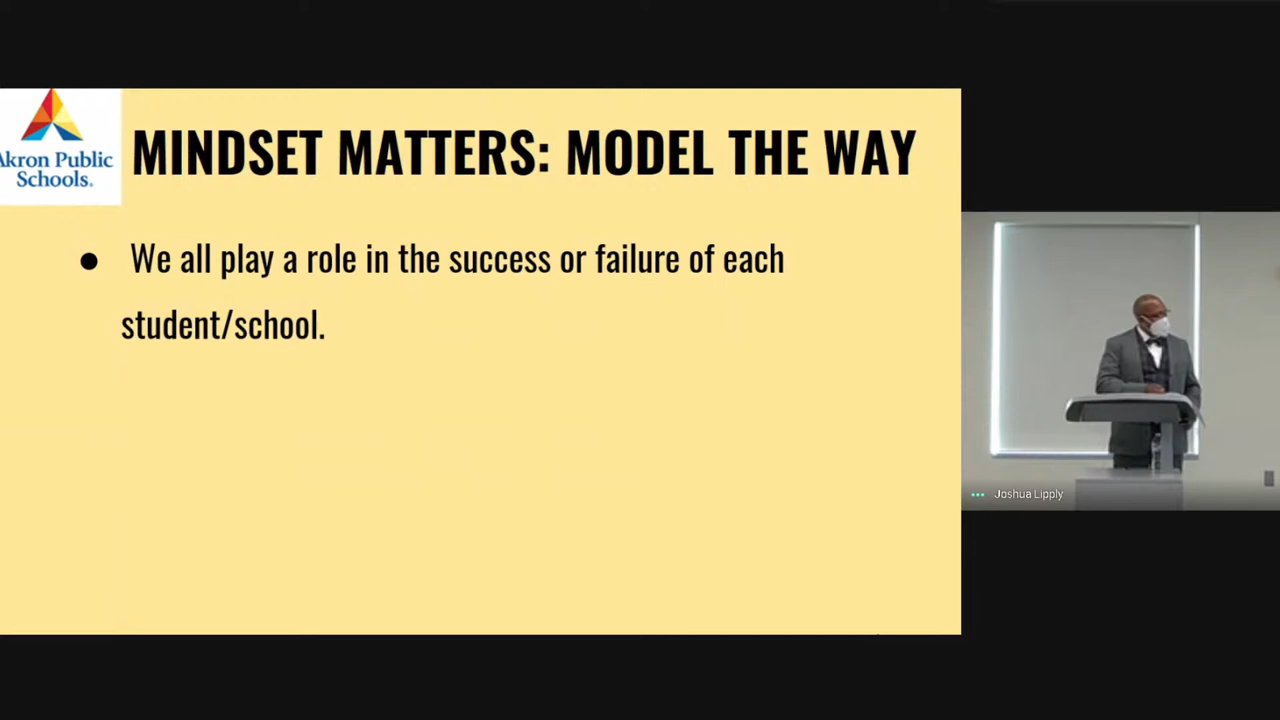 Akron Public
Schools.
MINDSET MATTERS: MODEL THE WAY
● We all play a role in the success or failure of each
student/school.
Joshua Lipply